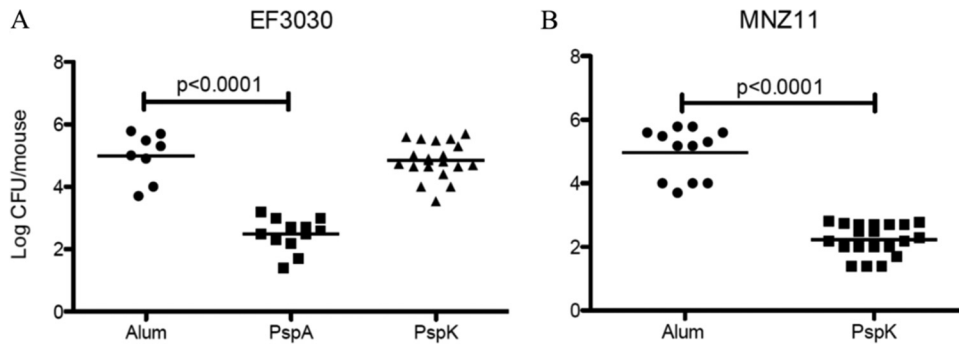 A
EF3030
Log CFU/mouse
8
6
4
2
0
p<0.0001
Alum
PspA
PspK
B
MNZ11
8
6
4
2
0
p<0.0001
Alum
PspK